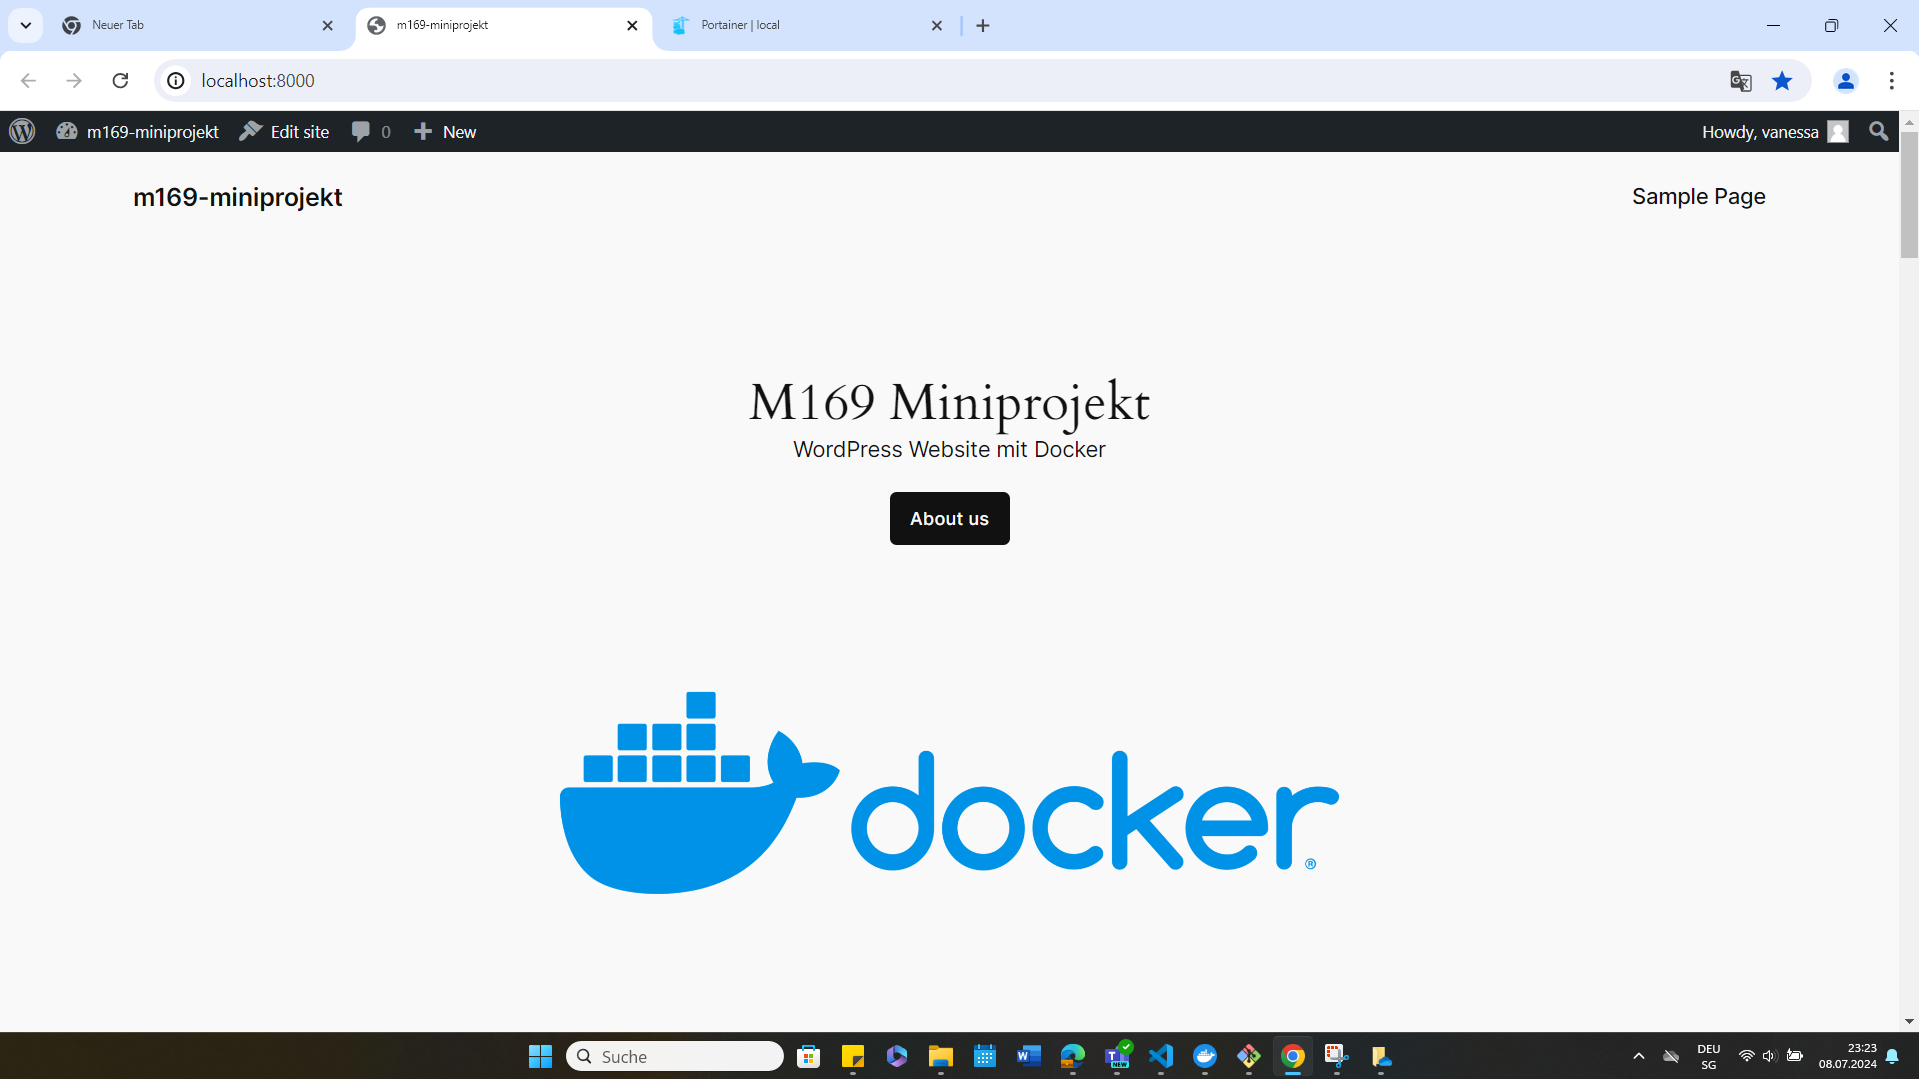 Neuer Tab
m169-miniprojekt
Portainer | local
localhost:8000
m169-miniprojekt
Edit site
0
New
Howdy, vanessa
m169-miniprojekt
Sample Page
M169 Miniprojekt
WordPress Website mit Docker
About us
docker®
Suche
NEW
DEU
SG
23:23
08.07.2024